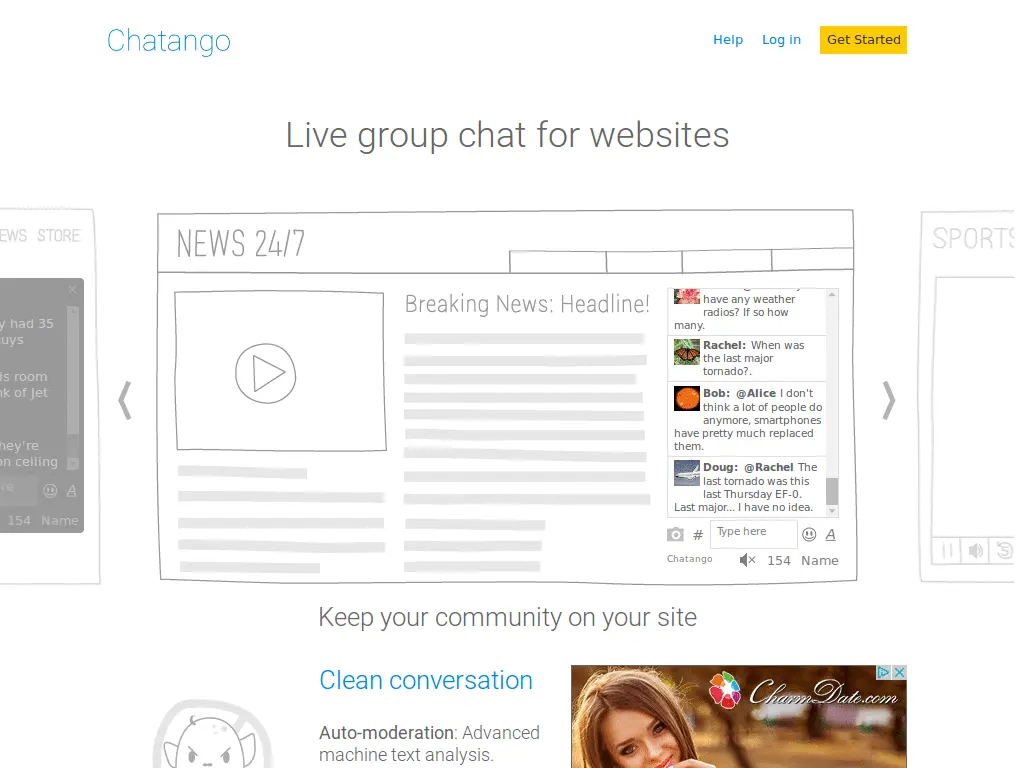 Chatango
Help Log in Get Started
Live group chat for websites
EWS STORE
y had 35
uys
is room
nk of Jet
hey're
on ceiling
re
154 Name
NEWS 24/7
Breaking News: Headline!
have any weather
radios? If so how
many.
Rachel: When was
the last major
tornado?.
Bob: @Alice I don't
think a lot of people do
anymore, smartphones
have pretty much replaced
them.
Doug: @Rachel The
last tornado was this
last Thursday EF-0.
Last major... I have no idea.
# Type here A
Chatango 154 Name
SPORTS
Keep your community on your site
Clean conversation
Auto-moderation: Advanced
machine text analysis.
CharmDate.com